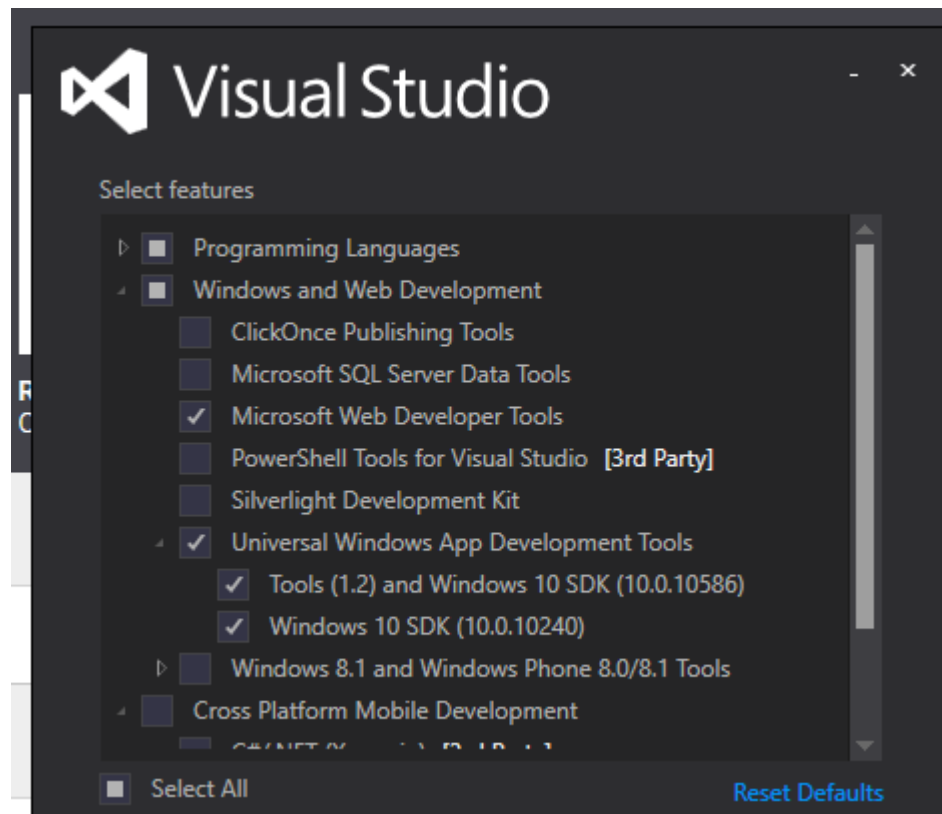 Visual Studio
Select features
Programming Languages
Windows and Web Development
ClickOnce Publishing Tools
Microsoft SQL Server Data Tools
Microsoft Web Developer Tools
PowerShell Tools for Visual Studio [3rd Party]
Silverlight Development Kit
Universal Windows App Development Tools
Tools (1.2) and Windows 10 SDK (10.0.10586)
Windows 10 SDK (10.0.10240)
Windows 8.1 and Windows Phone 8.0/8.1 Tools
Cross Platform Mobile Development
Select All
Reset Defaults